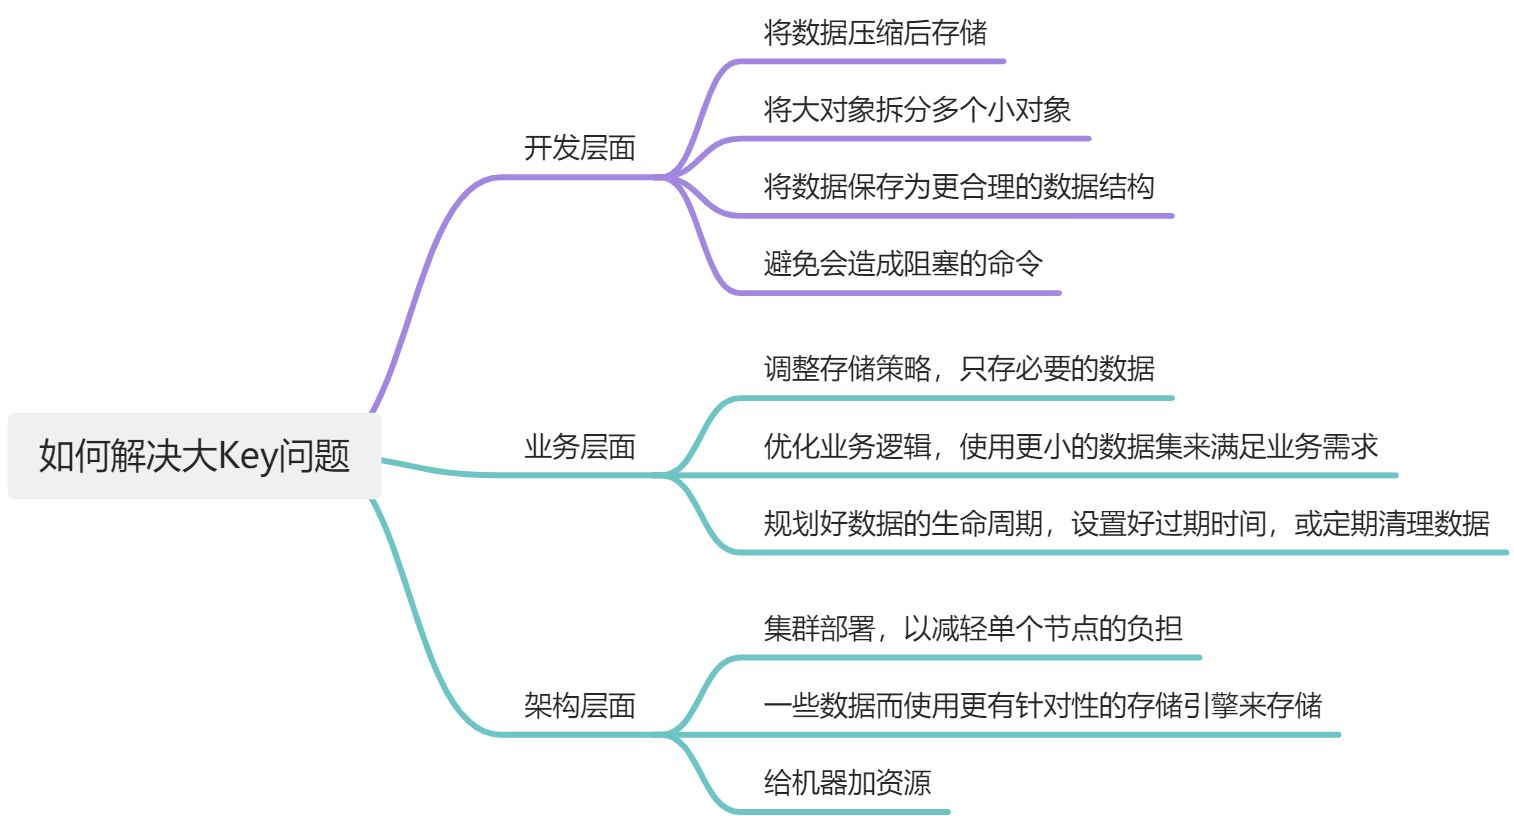 如何解决大Key问题
开发层面
将数据压缩后存储
将大对象拆分多个小对象
将数据保存为更合理的数据结构
避免会造成阻塞的命令
业务层面
调整存储策略，只存必要的数据
优化业务逻辑，使用更小的数据集来满足业务需求
规划好数据的生命周期，设置好过期时间，或定期清理数据
架构层面
集群部署，以减轻单个节点的负担
一些数据而使用更有针对性的存储引擎来存储
给机器加资源